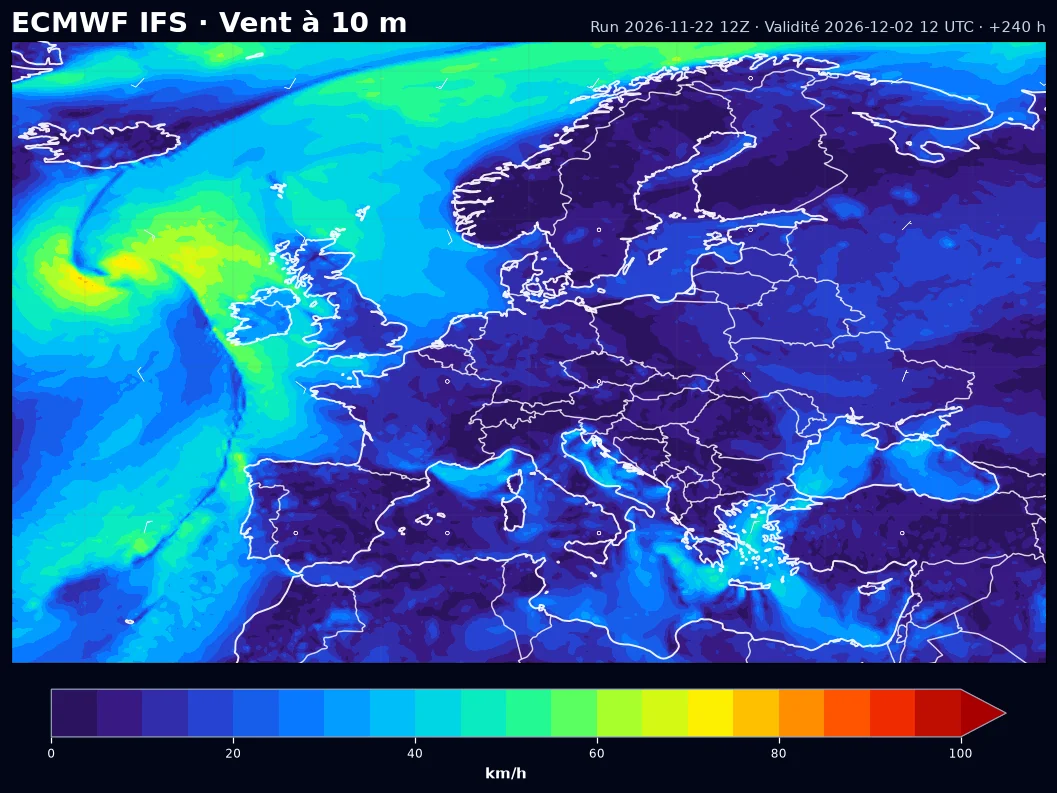 ECMWF IFS · Vent à 10 m
Run 2026-11-22 12Z · Validité 2026-12-02 12 UTC · +240 h
0 20 40 60 80 100
km/h